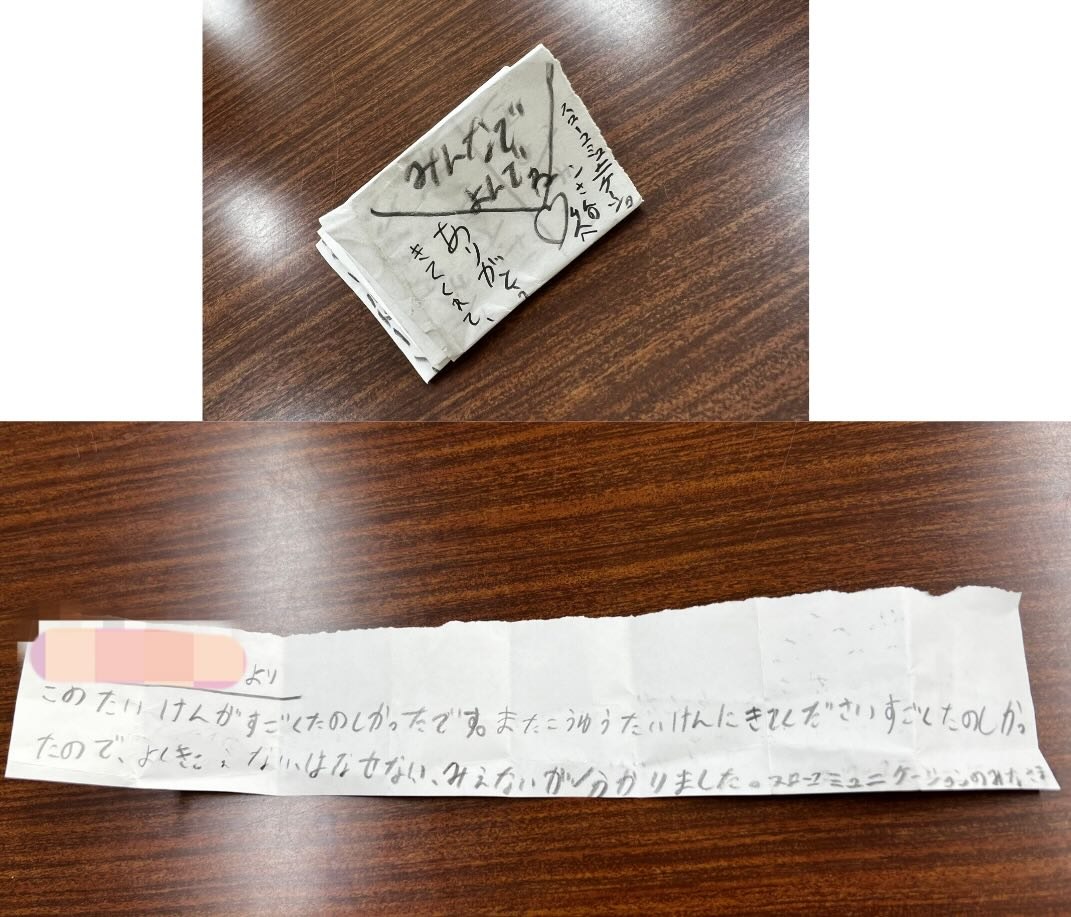 みんなで
よんでね
スローコミュニケーション
さん
ありがとう
きてくれて、
より
このたいけんがすごくたのしかったです。またこうゆうたいけんにきてくださいすごくたのしかっ
たので、よくきこえないはなせない、みえないが分かりました。スローコミュニケーションのみなさま